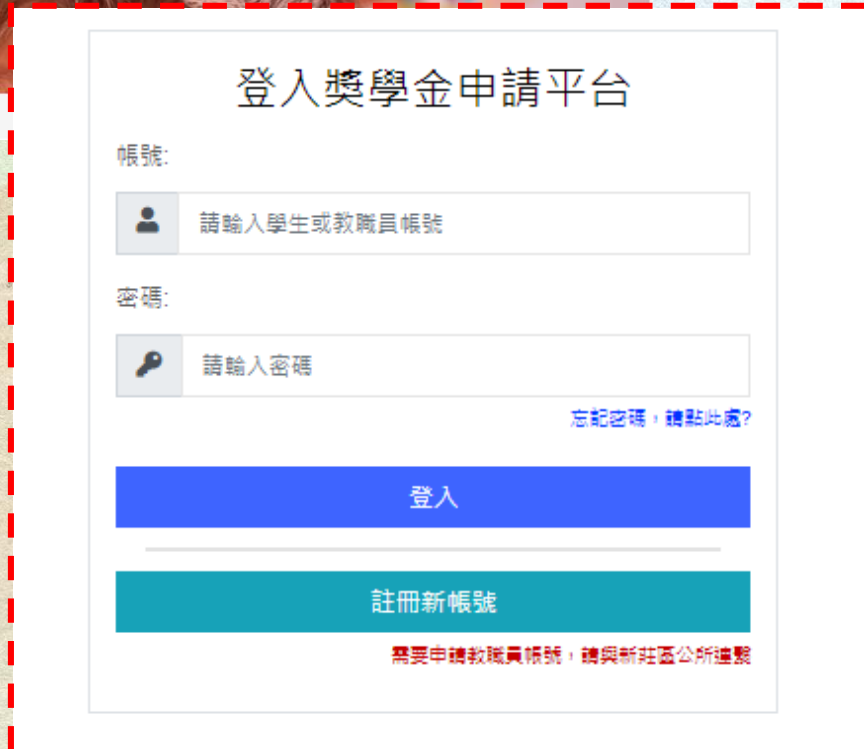 登入獎學金申請平台
帳號:
請輸入學生或教職員帳號
密碼:
請輸入密碼
忘記密碼，請點此處?
登入
註冊新帳號
需要申請教職員帳號，請與新莊區公所連繫